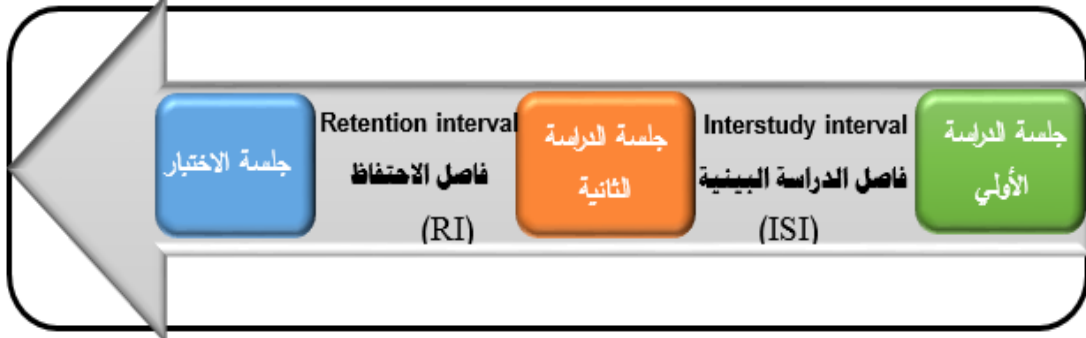 جلسة الدراسة
الأولي
Interstudy interval
فاصل الدراسة البينية
(ISI)
جلسة الدراسة
الثانية
Retention interval
فاصل الاحتفاظ
(RI)
جلسة الاختبار